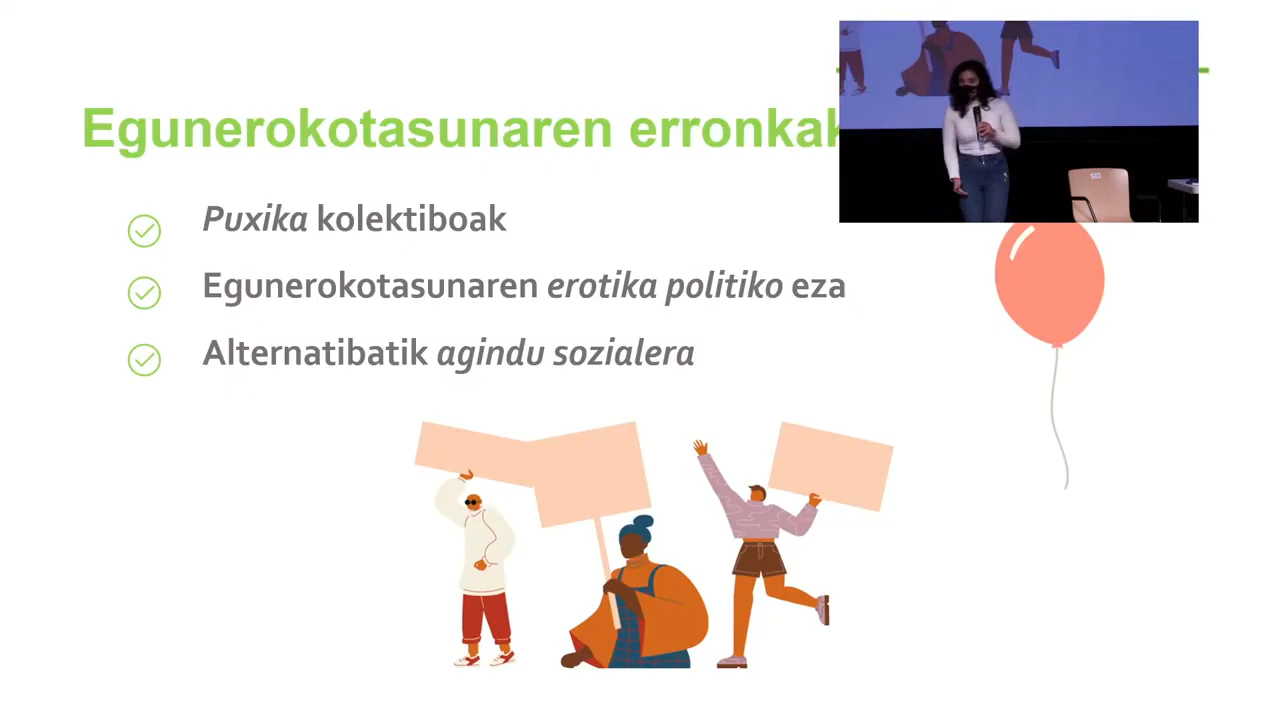 Egunerokotasunaren erronkak
Puxika kolektiboak
Egunerokotasunaren erotika politiko eza
Alternatibatik agindu sozialera